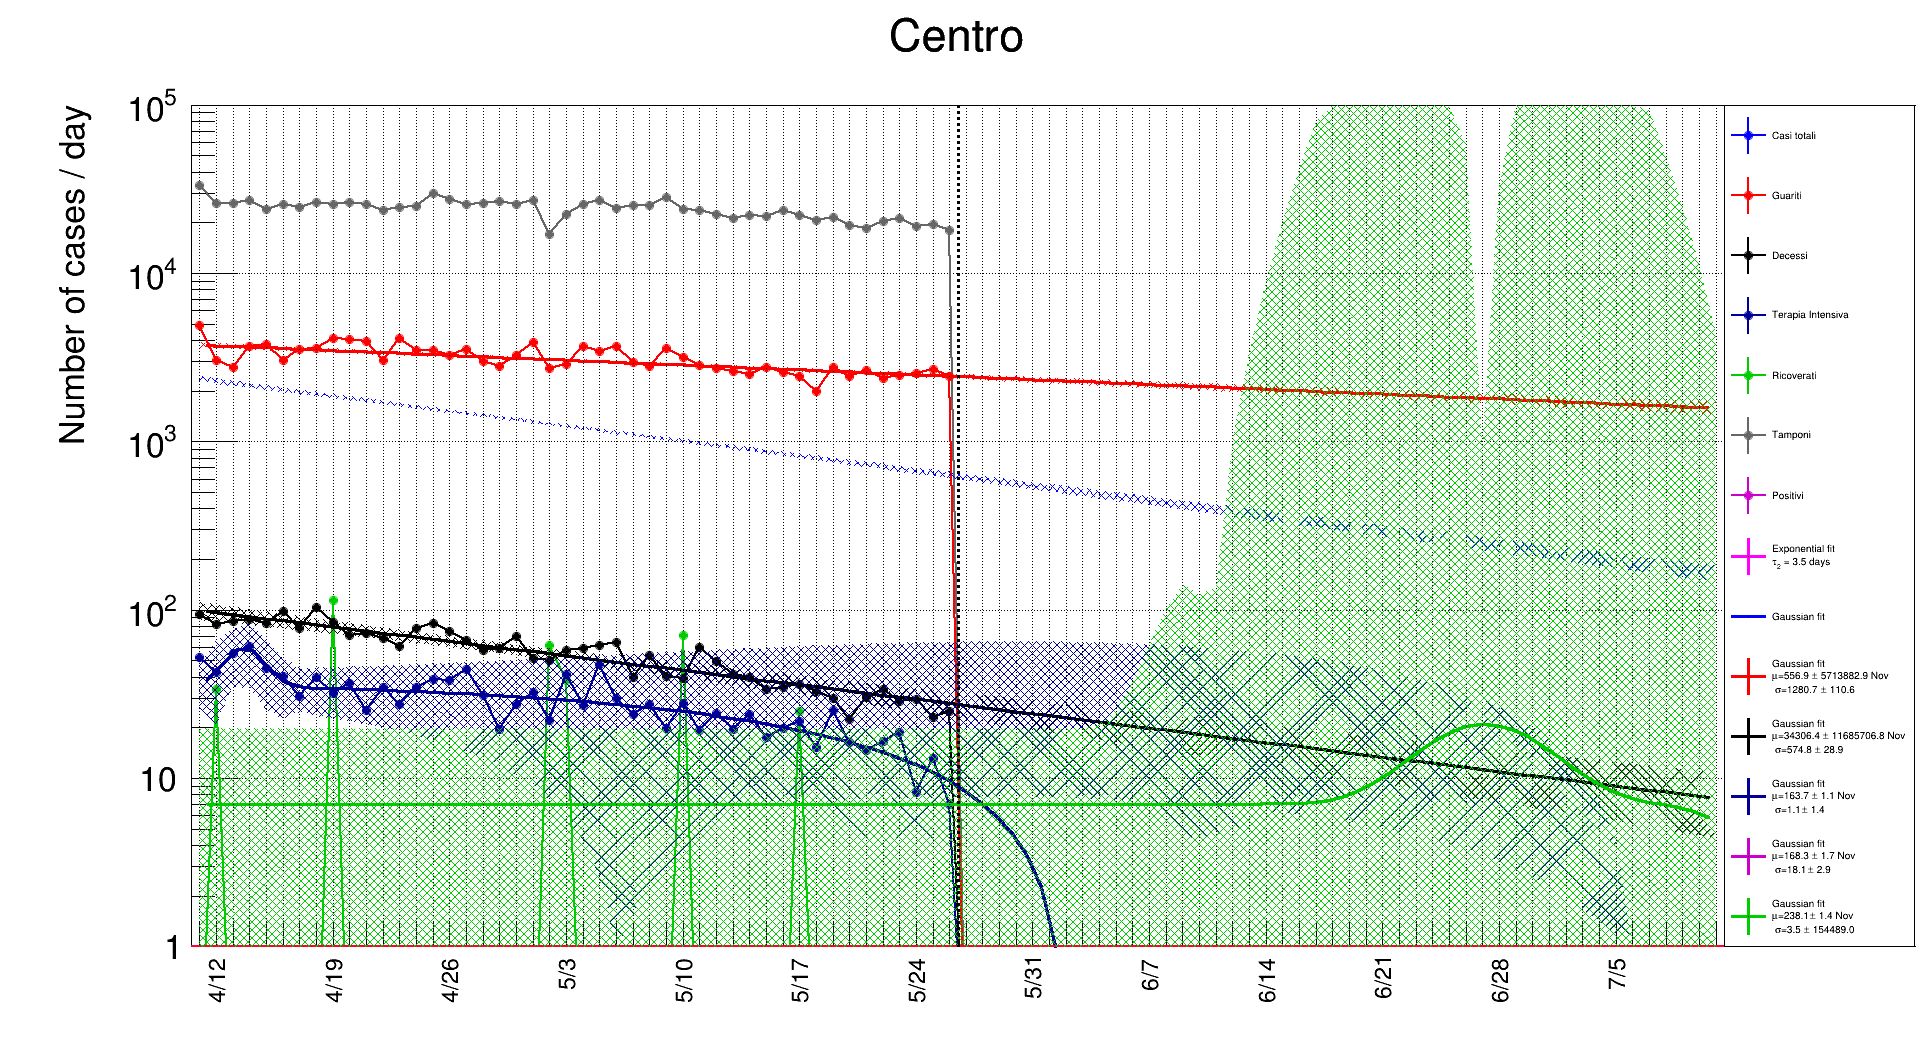 Centro
Number of cases / day
10^5
10^4
10^3
10^2
10
1
4/12
4/19
4/26
5/3
5/10
5/17
5/24
5/31
6/7
6/14
6/21
6/28
7/5
Casi totali
Guariti
Decessi
Terapia Intensiva
Ricoverati
Tamponi
Positivi
Exponential fit
τ2 = 3.5 days
Gaussian fit
Gaussian fit
μ=556.9 ± 5713882.9 Nov
σ=1280.7 ± 110.6
Gaussian fit
μ=34306.4 ± 11685706.8 Nov
σ=574.8 ± 28.9
Gaussian fit
μ=163.7 ± 1.1 Nov
σ=1.1 ± 1.4
Gaussian fit
μ=168.3 ± 1.7 Nov
σ=18.1 ± 2.9
Gaussian fit
μ=238.1 ± 1.4 Nov
σ=3.5 ± 154489.0